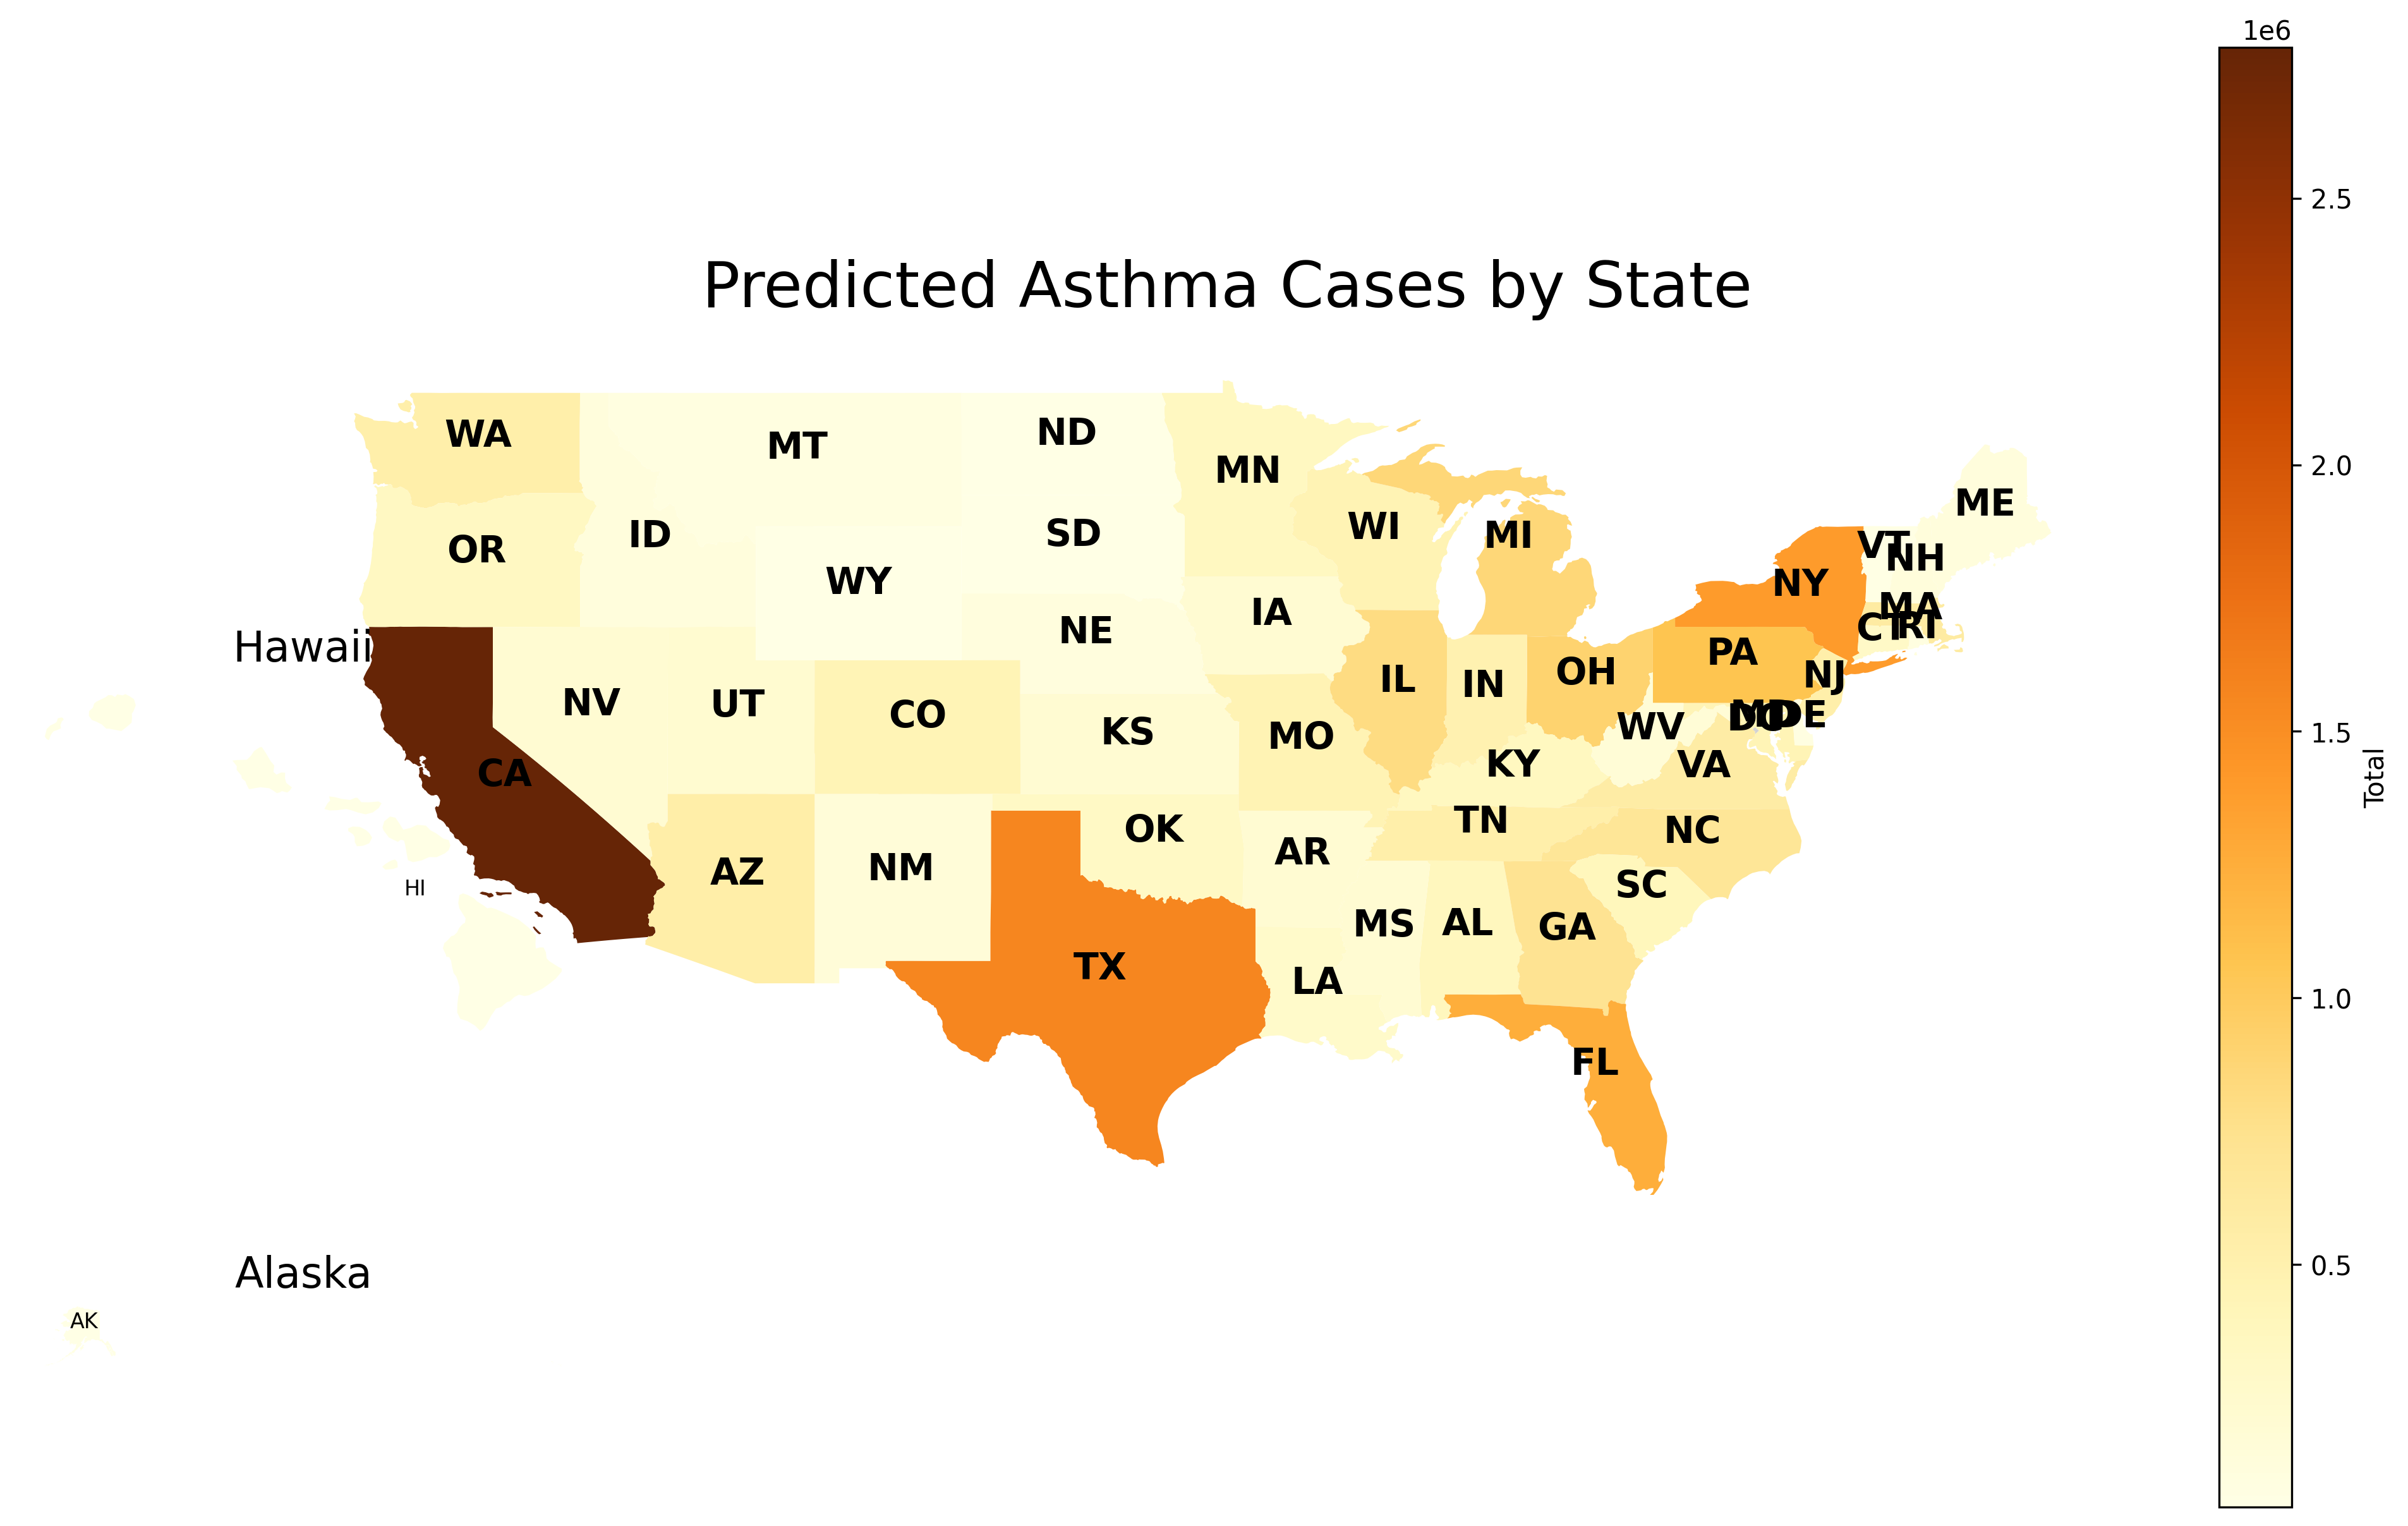 1e6
Predicted Asthma Cases by State
WA
MT
ND
MN
OR
ID
SD
WI
MI
ME
VT
NH
WY
NY
IA
MA
NE
CT
RI
Hawaii
PA
NV
UT
CO
KS
IL
IN
OH
NJ
MO
WV
MD
DC
DE
CA
KY
VA
OK
TN
NC
AZ
NM
AR
HI
SC
MS
AL
GA
TX
LA
FL
Alaska
AK
2.5
2.0
1.5
1.0
0.5
Total